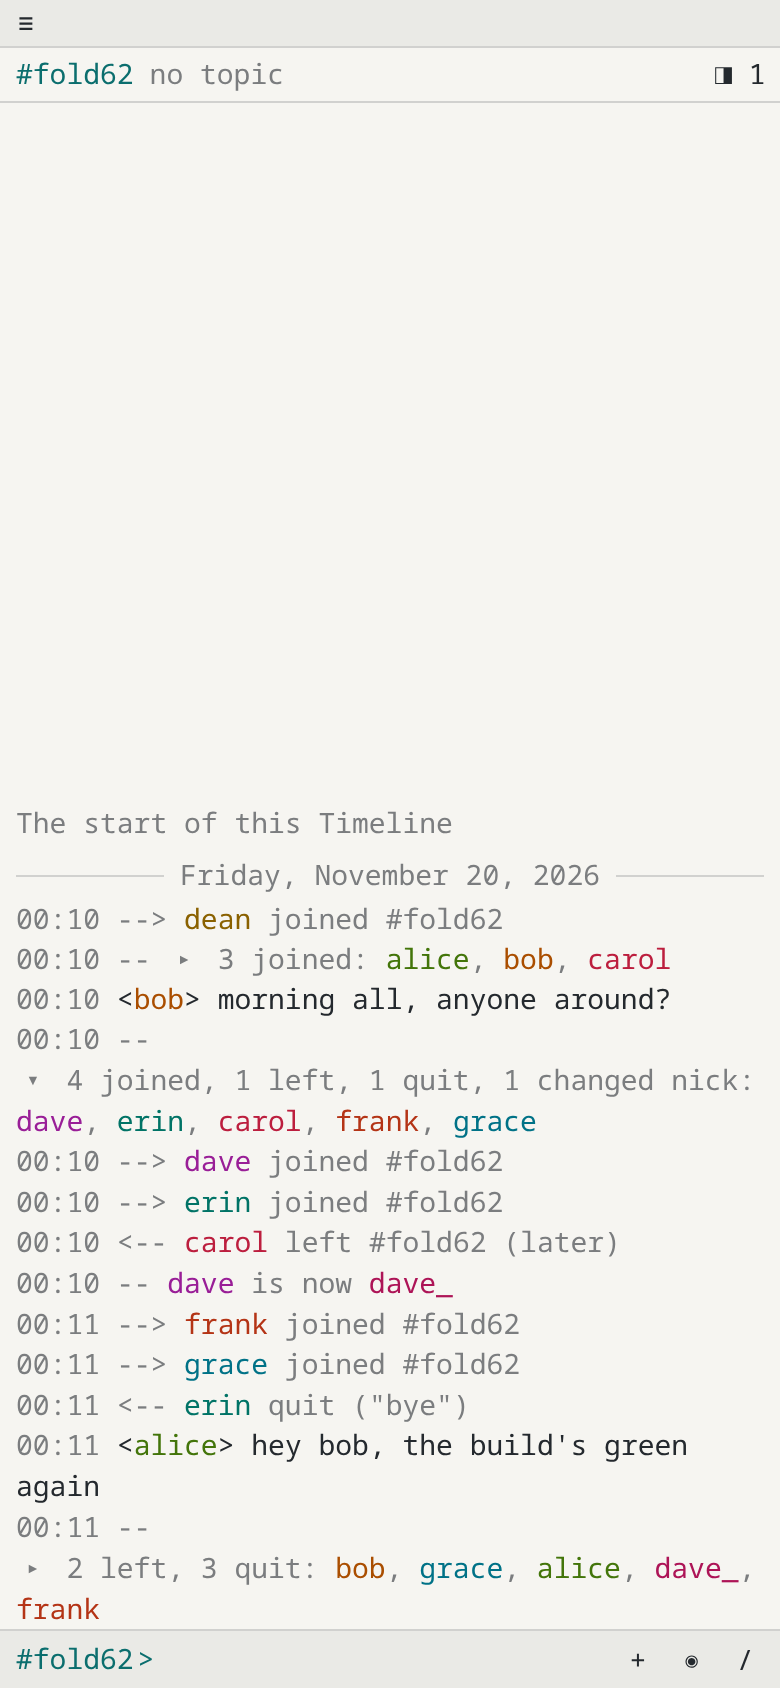 ≡
#fold62 no topic ◨ 1
The start of this Timeline
Friday, November 20, 2026
00:10 --> dean joined #fold62
00:10 -- ▸ 3 joined: alice, bob, carol
00:10 <bob> morning all, anyone around?
00:10 --
▾ 4 joined, 1 left, 1 quit, 1 changed nick:
dave, erin, carol, frank, grace
00:10 --> dave joined #fold62
00:10 --> erin joined #fold62
00:10 <-- carol left #fold62 (later)
00:10 -- dave is now dave_
00:11 --> frank joined #fold62
00:11 --> grace joined #fold62
00:11 <-- erin quit ("bye")
00:11 <alice> hey bob, the build's green
again
00:11 --
▸ 2 left, 3 quit: bob, grace, alice, dave_,
frank
#fold62> + ◉ /